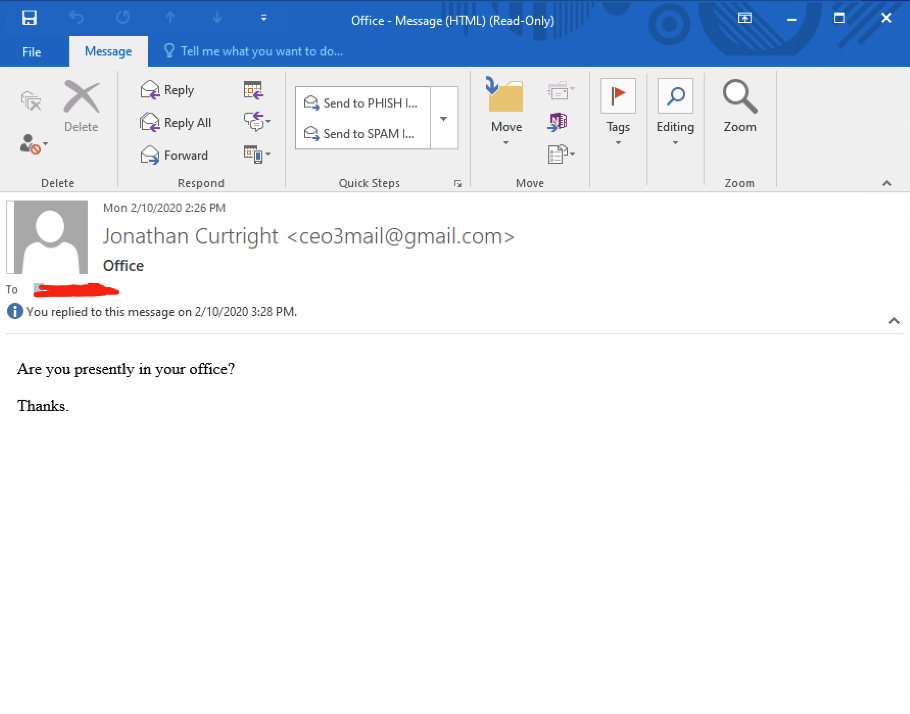 Office - Message (HTML) (Read-Only)
File Message Tell me what you want to do...
Delete
Reply
Reply All
Forward
Send to PHISH I...
Send to SPAM I...
Move
Tags
Editing
Zoom
Delete Respond Quick Steps Move Zoom
Mon 2/10/2020 2:26 PM
Jonathan Curtright <ceo3mail@gmail.com>
Office
To
You replied to this message on 2/10/2020 3:28 PM.
Are you presently in your office?
Thanks.